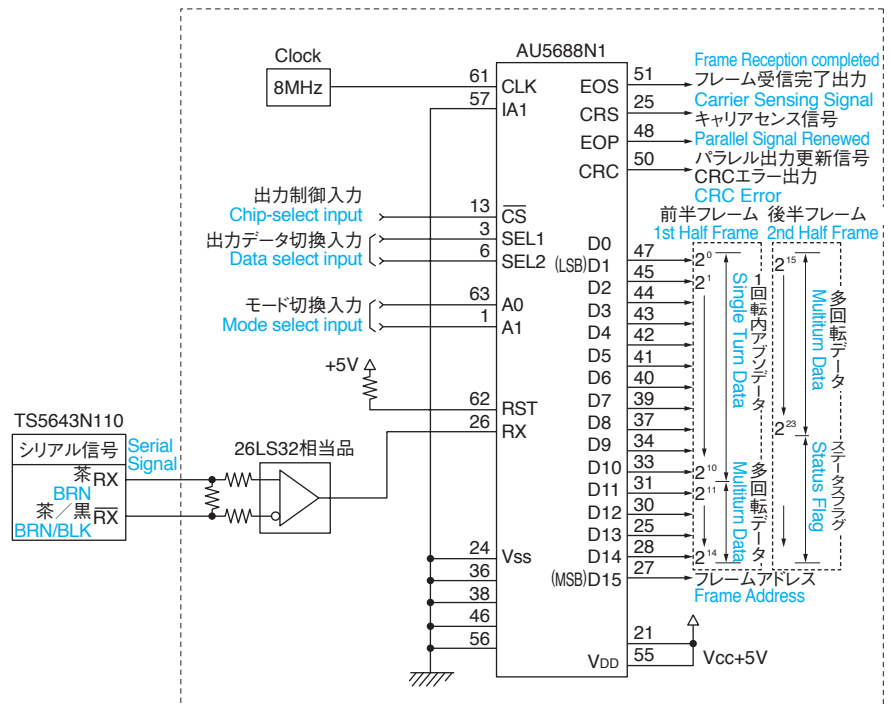 AU5688N1
Clock
8MHz
61
CLK
57
IA1
出力制御入力
Chip-select input
13
CS
出力データ切換入力
Data select input
3
SEL1
6
SEL2
モード切換入力
Mode select input
63
A0
1
A1
+5V
62
RST
26
RX
TS5643N110
シリアル信号
Serial
Signal
茶 RX
BRN
茶／黒 RX
BRN/BLK
26LS32相当品
24
Vss
36
38
46
56
EOS
51
Frame Reception completed
フレーム受信完了出力
CRS
25
Carrier Sensing Signal
キャリアセンス信号
EOP
48
Parallel Signal Renewed
パラレル出力更新信号
CRC
50
CRCエラー出力
CRC Error
前半フレーム
1st Half Frame
後半フレーム
2nd Half Frame
D0
47
(LSB)D1
45
D2
44
D3
43
D4
42
D5
41
D6
40
D7
39
D8
37
D9
34
D10
33
D11
31
D12
30
D13
25
D14
28
(MSB)D15
27
2⁰
2¹
2¹⁰
2¹¹
2¹⁴
1回転内アブソデータ
Single Turn Data
多回転データ
Multiturn Data
2¹⁵
2²³
多回転データ
Multiturn Data
ステータスフラグ
Status Flag
フレームアドレス
Frame Address
21
VDD
55
Vcc+5V